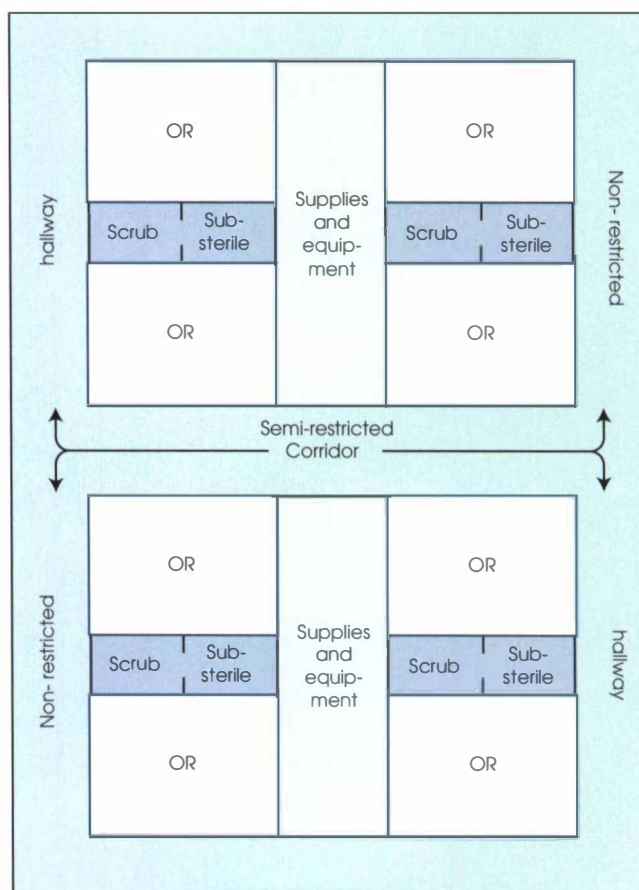 OR
OR
hallway
Scrub
Sub-
sterile
Supplies
and
equip-
ment
Scrub
Sub-
sterile
Non- restricted
OR
OR
Semi-restricted
Corridor
OR
OR
Non- restricted
Scrub
Sub-
sterile
Supplies
and
equip-
ment
Scrub
Sub-
sterile
hallway
OR
OR